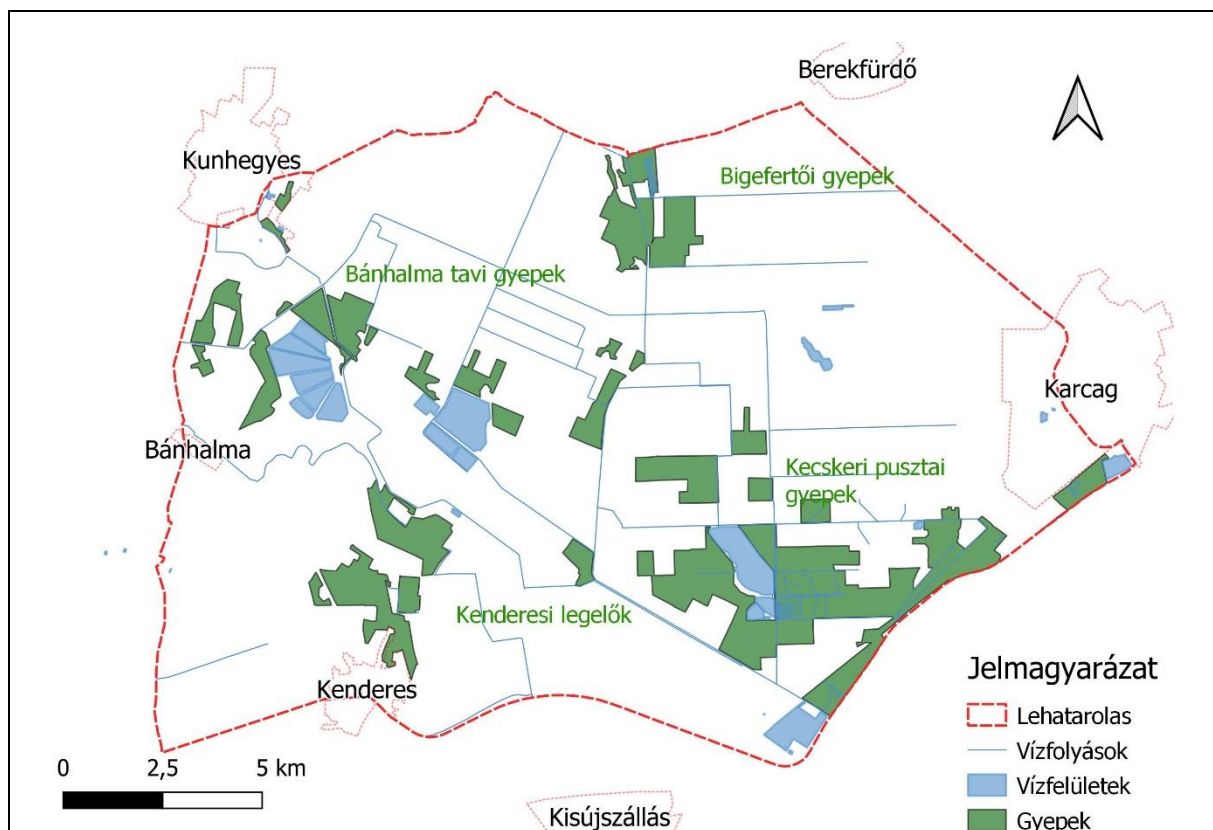 Berekfürdő
Kunhegyes
Bigefertői gyepek
Bánhalma tavi gyepek
Karcag
Bánhalma
Kecskeri pusztai
gyepek
Kenderesi legelők
Kenderes
Jelmagyarázat
Lehatarolas
Vízfolyások
Vízfelületek
Gyepek
0 2,5 5 km
Kisújszállás